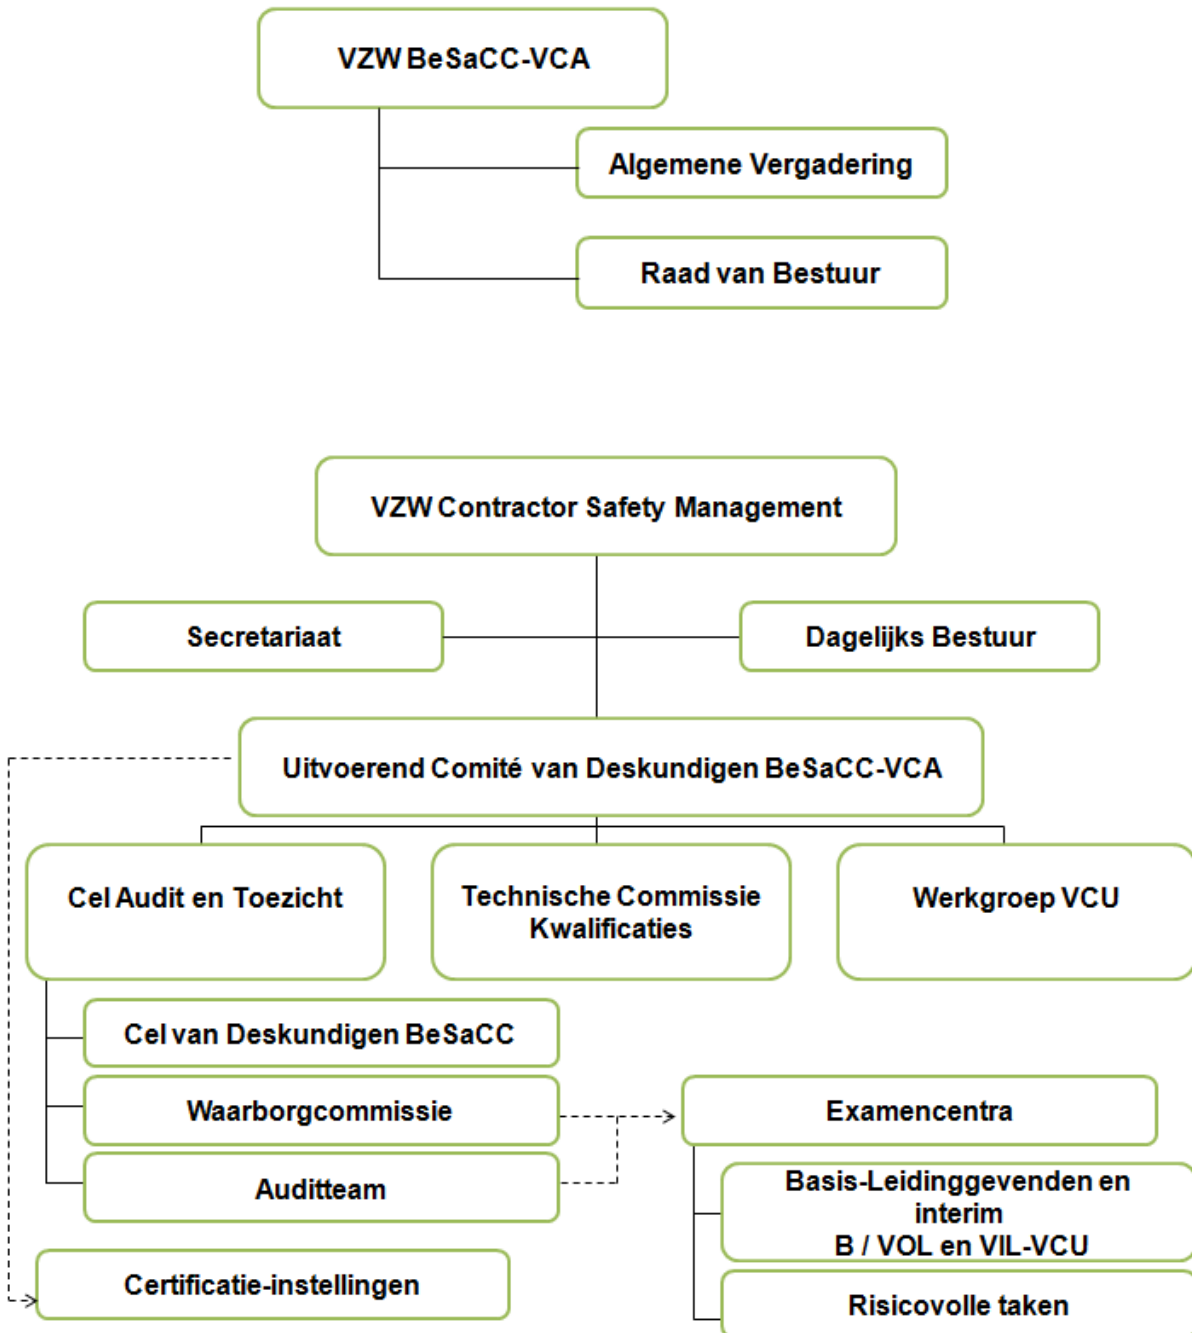 VZW BeSaCC-VCA
Algemene Vergadering
Raad van Bestuur
VZW Contractor Safety Management
Secretariaat
Dagelijks Bestuur
Uitvoerend Comité van Deskundigen BeSaCC-VCA
Cel Audit en Toezicht
Technische Commissie
Kwalificaties
Werkgroep VCU
Cel van Deskundigen BeSaCC
Waarborgcommissie
Auditteam
Certificatie-instellingen
Examencentra
Basis-Leidinggevenden en
interim
B / VOL en VIL-VCU
Risicovolle taken